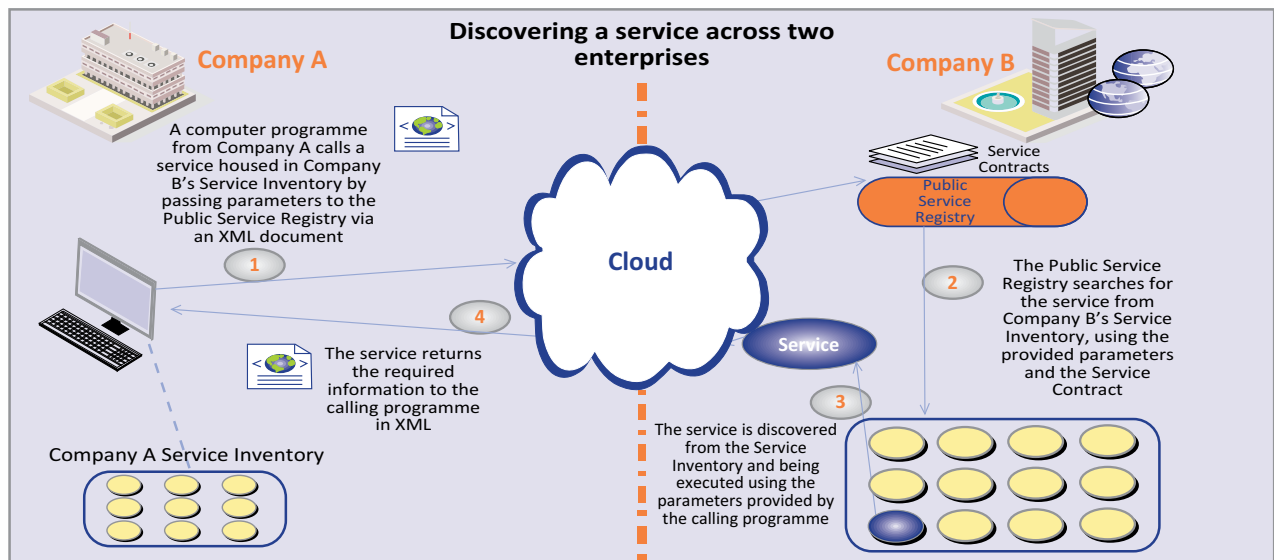 Discovering a service across two
enterprises
Company A
Company B
A computer programme
from Company A calls a
service housed in Company
B's Service Inventory by
passing parameters to the
Public Service Registry via
an XML document
1
Service
Contracts
Public
Service
Registry
Cloud
2
The Public Service
Registry searches for
the service from
Company B's Service
Inventory, using the
provided parameters
and the Service
Contract
4
The service returns
the required
information to the
calling programme
in XML
Service
3
The service is discovered
from the Service
Inventory and being
executed using the
parameters provided by
the calling programme
Company A Service Inventory